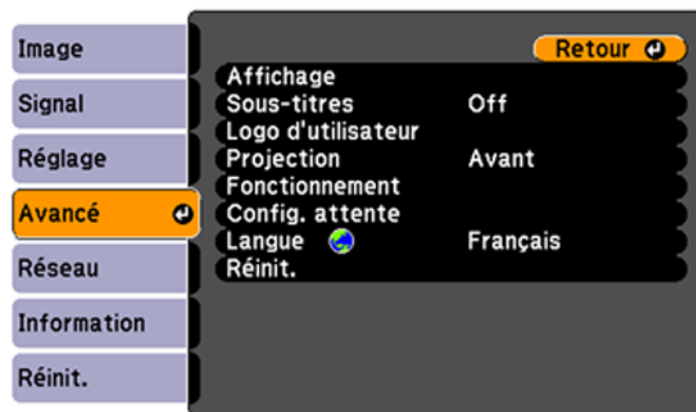 Image
Signal
Réglage
Avancé
Réseau
Information
Réinit.
Retour
Affichage
Sous-titres Off
Logo d'utilisateur
Projection Avant
Fonctionnement
Config. attente
Langue Français
Réinit.